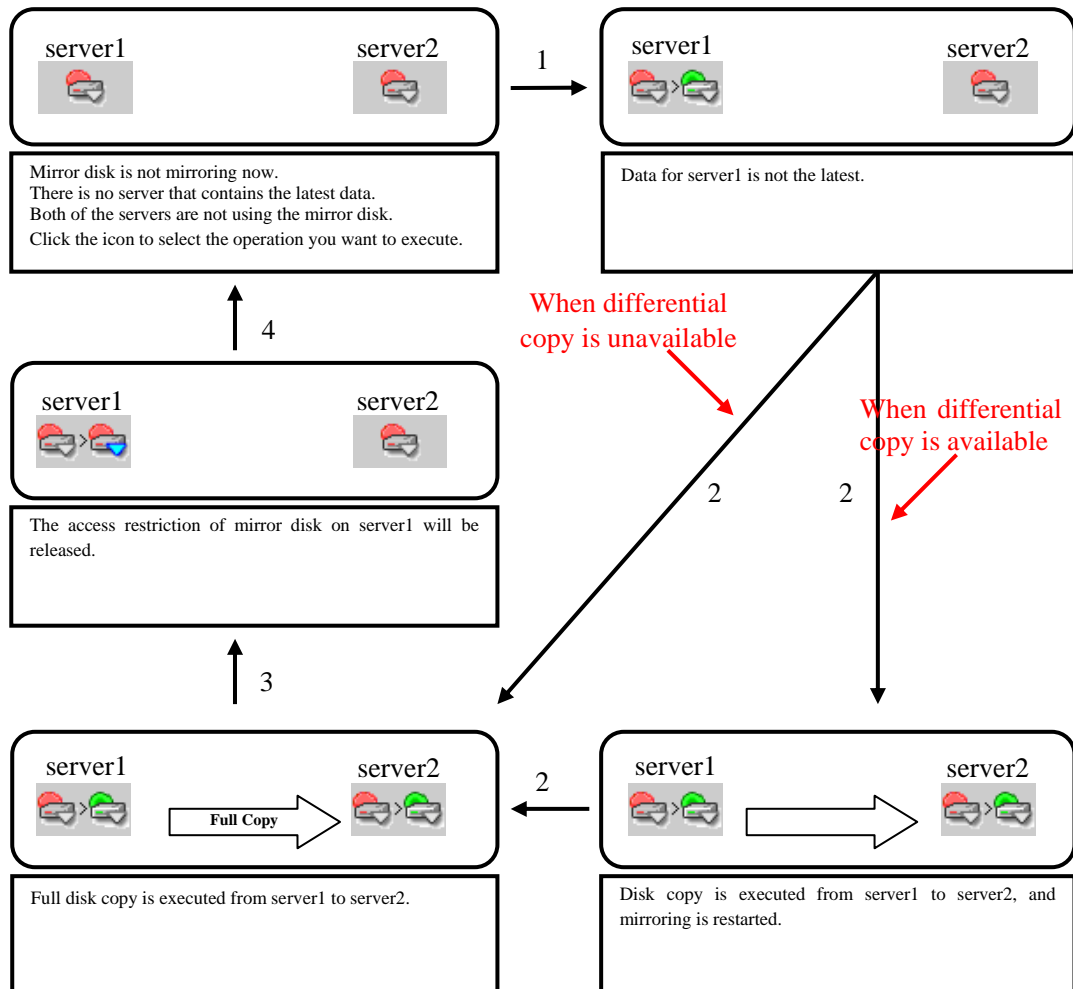 server1
server2
1
server1
server2
Mirror disk is not mirroring now.
There is no server that contains the latest data.
Both of the servers are not using the mirror disk.
Click the icon to select the operation you want to execute.
Data for server1 is not the latest.
4
When differential
copy is unavailable
server1
server2
>
When differential
copy is available
2
2
The access restriction of mirror disk on server1 will be
released.
3
server1
server2
>
Full Copy
>
2
server1
server2
>
>
Full disk copy is executed from server1 to server2.
Disk copy is executed from server1 to server2, and
mirroring is restarted.